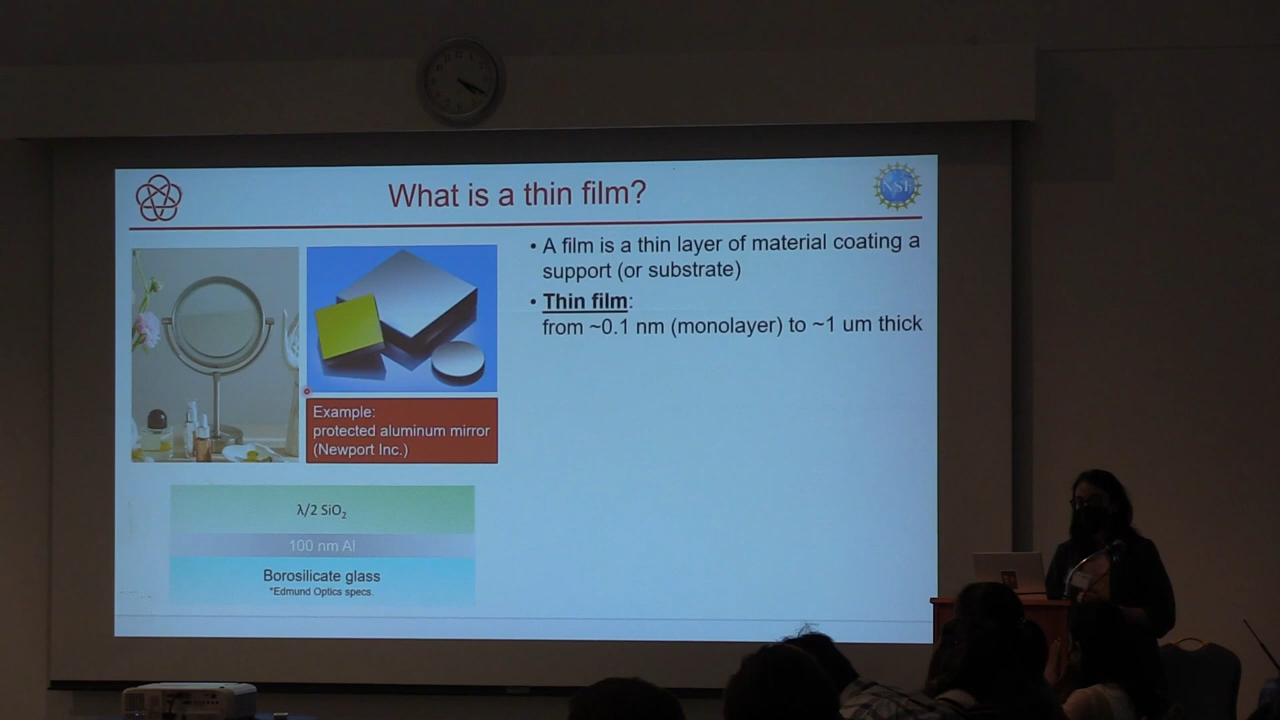 What is a thin film?
NSF
• A film is a thin layer of material coating a
support (or substrate)
• Thin film:
from ~0.1 nm (monolayer) to ~1 um thick
Example:
protected aluminum mirror
(Newport Inc.)
λ/2 SiO₂
100 nm Al
Borosilicate glass
*Edmund Optics specs.